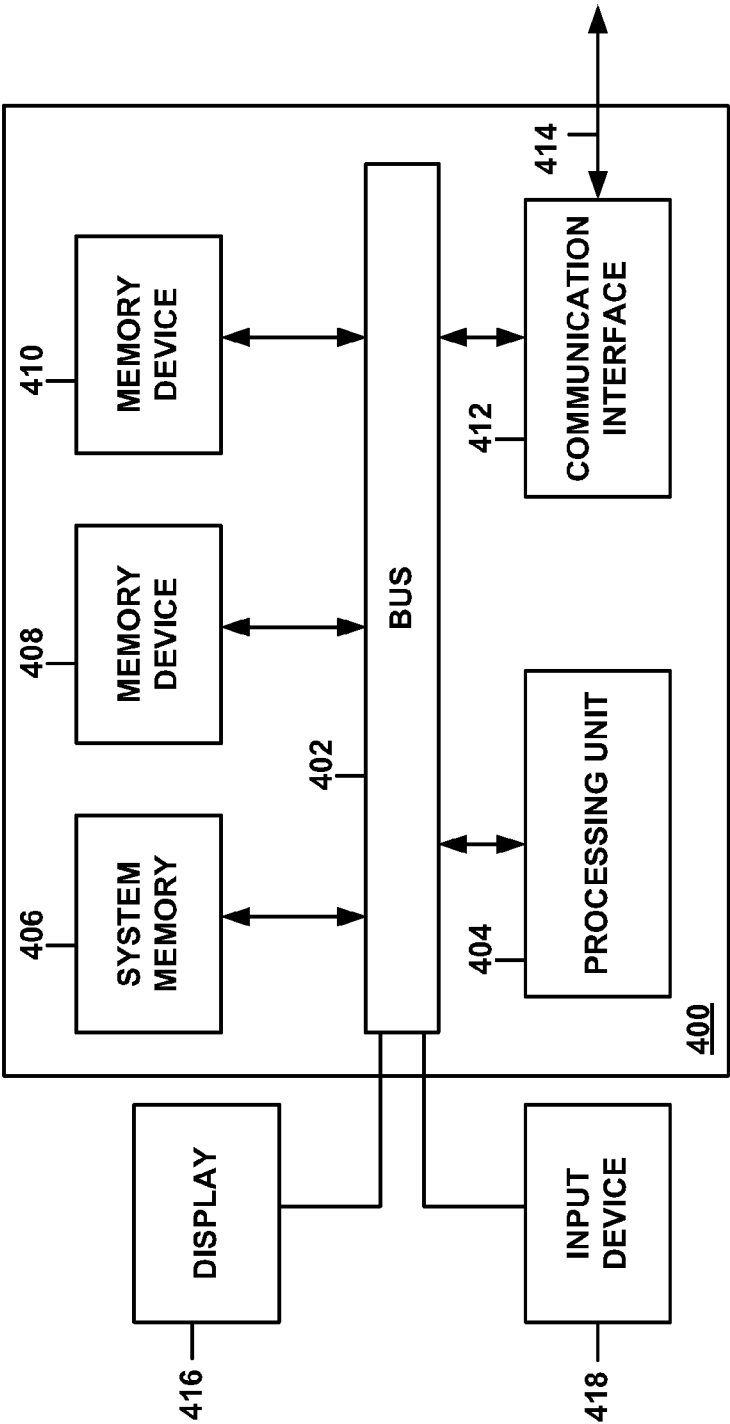 416
DISPLAY
406
SYSTEM
MEMORY
408
MEMORY
DEVICE
410
MEMORY
DEVICE
402
BUS
418
INPUT
DEVICE
404
PROCESSING UNIT
412
COMMUNICATION
INTERFACE
414
400